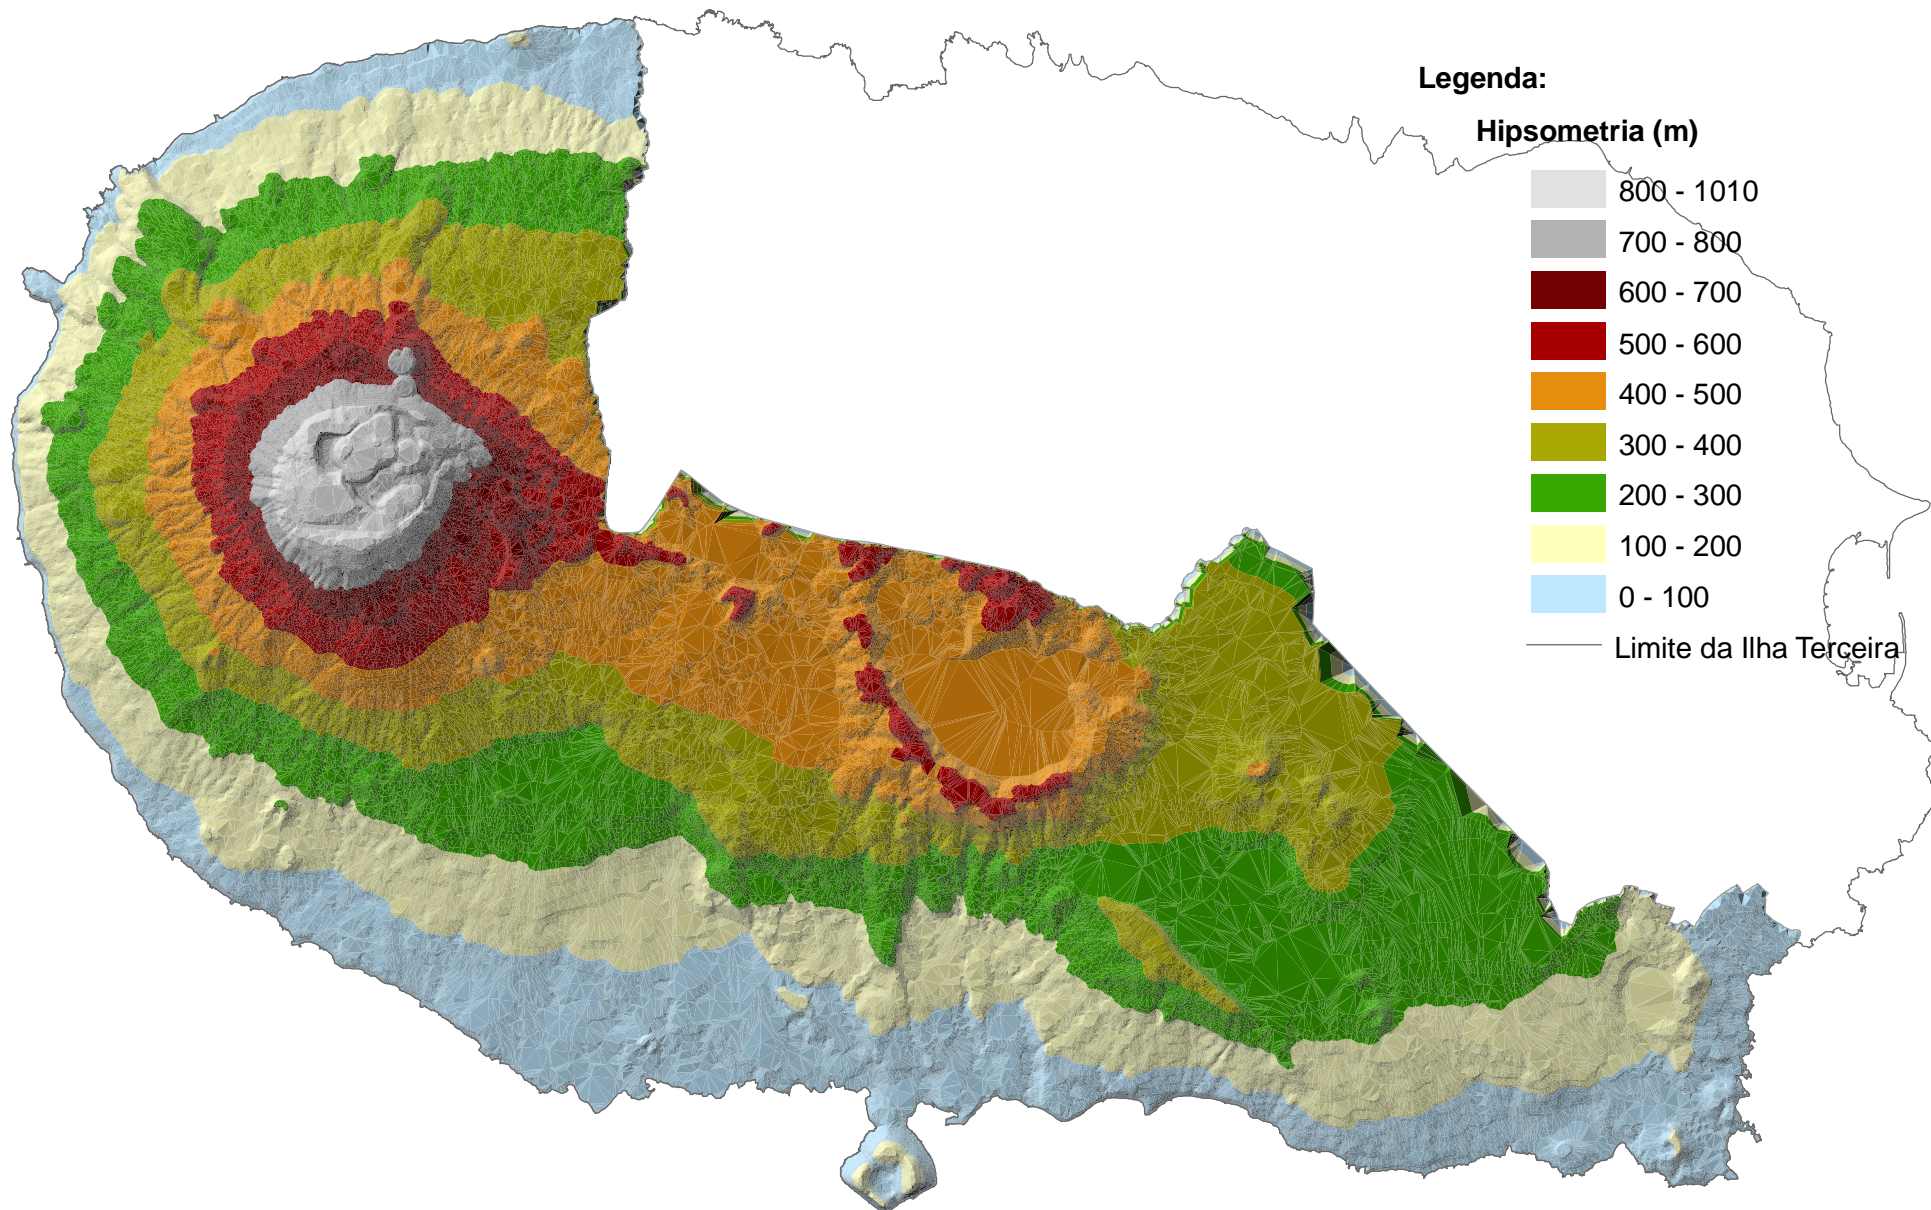 Legenda:
Hipsometria (m)
800 - 1010
700 - 800
600 - 700
500 - 600
400 - 500
300 - 400
200 - 300
100 - 200
0 - 100
Limite da Ilha Terceira